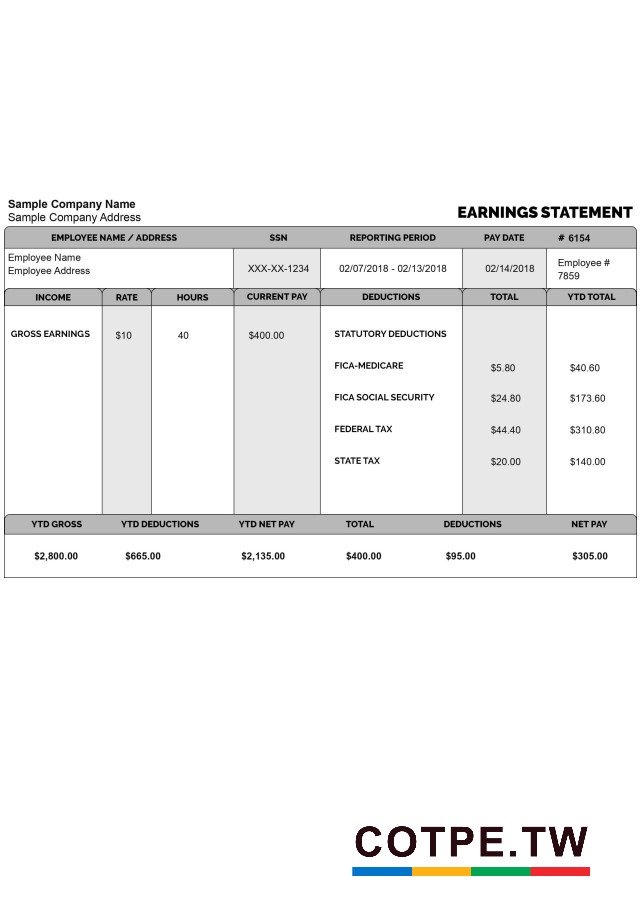 Sample Company Name
Sample Company Address
EARNINGS STATEMENT
EMPLOYEE NAME / ADDRESS SSN REPORTING PERIOD PAY DATE # 6154
Employee Name
Employee Address
XXX-XX-1234 02/07/2018 - 02/13/2018 02/14/2018
Employee #
7859
INCOME RATE HOURS CURRENT PAY DEDUCTIONS TOTAL YTD TOTAL
GROSS EARNINGS $10 40 $400.00 STATUTORY DEDUCTIONS
FICA-MEDICARE $5.80 $40.60
FICA SOCIAL SECURITY $24.80 $173.60
FEDERAL TAX $44.40 $310.80
STATE TAX $20.00 $140.00
YTD GROSS YTD DEDUCTIONS YTD NET PAY TOTAL DEDUCTIONS NET PAY
$2,800.00 $665.00 $2,135.00 $400.00 $95.00 $305.00
COTPE.TW